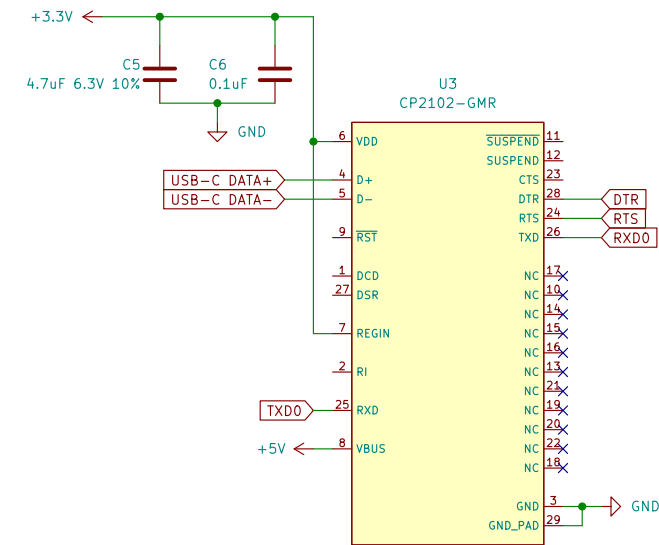 +3.3V
C5
4.7uF 6.3V 10%
C6
0.1uF
GND
U3
CP2102-GMR
6 VDD
SUSPEND 11
SUSPEND 12
4 D+
USB-C DATA+
CTS 23
5 D-
USB-C DATA-
DTR 28
DTR
RTS 24
RTS
9 RST
TXD 26
RXD0
1 DCD
NC 17
27 DSR
NC 10
NC 14
7 REGIN
NC 15
NC 16
2 RI
NC 13
NC 21
TXD0
25 RXD
NC 19
NC 20
+5V
8 VBUS
NC 22
NC 18
GND 3
GND
GND_PAD 29